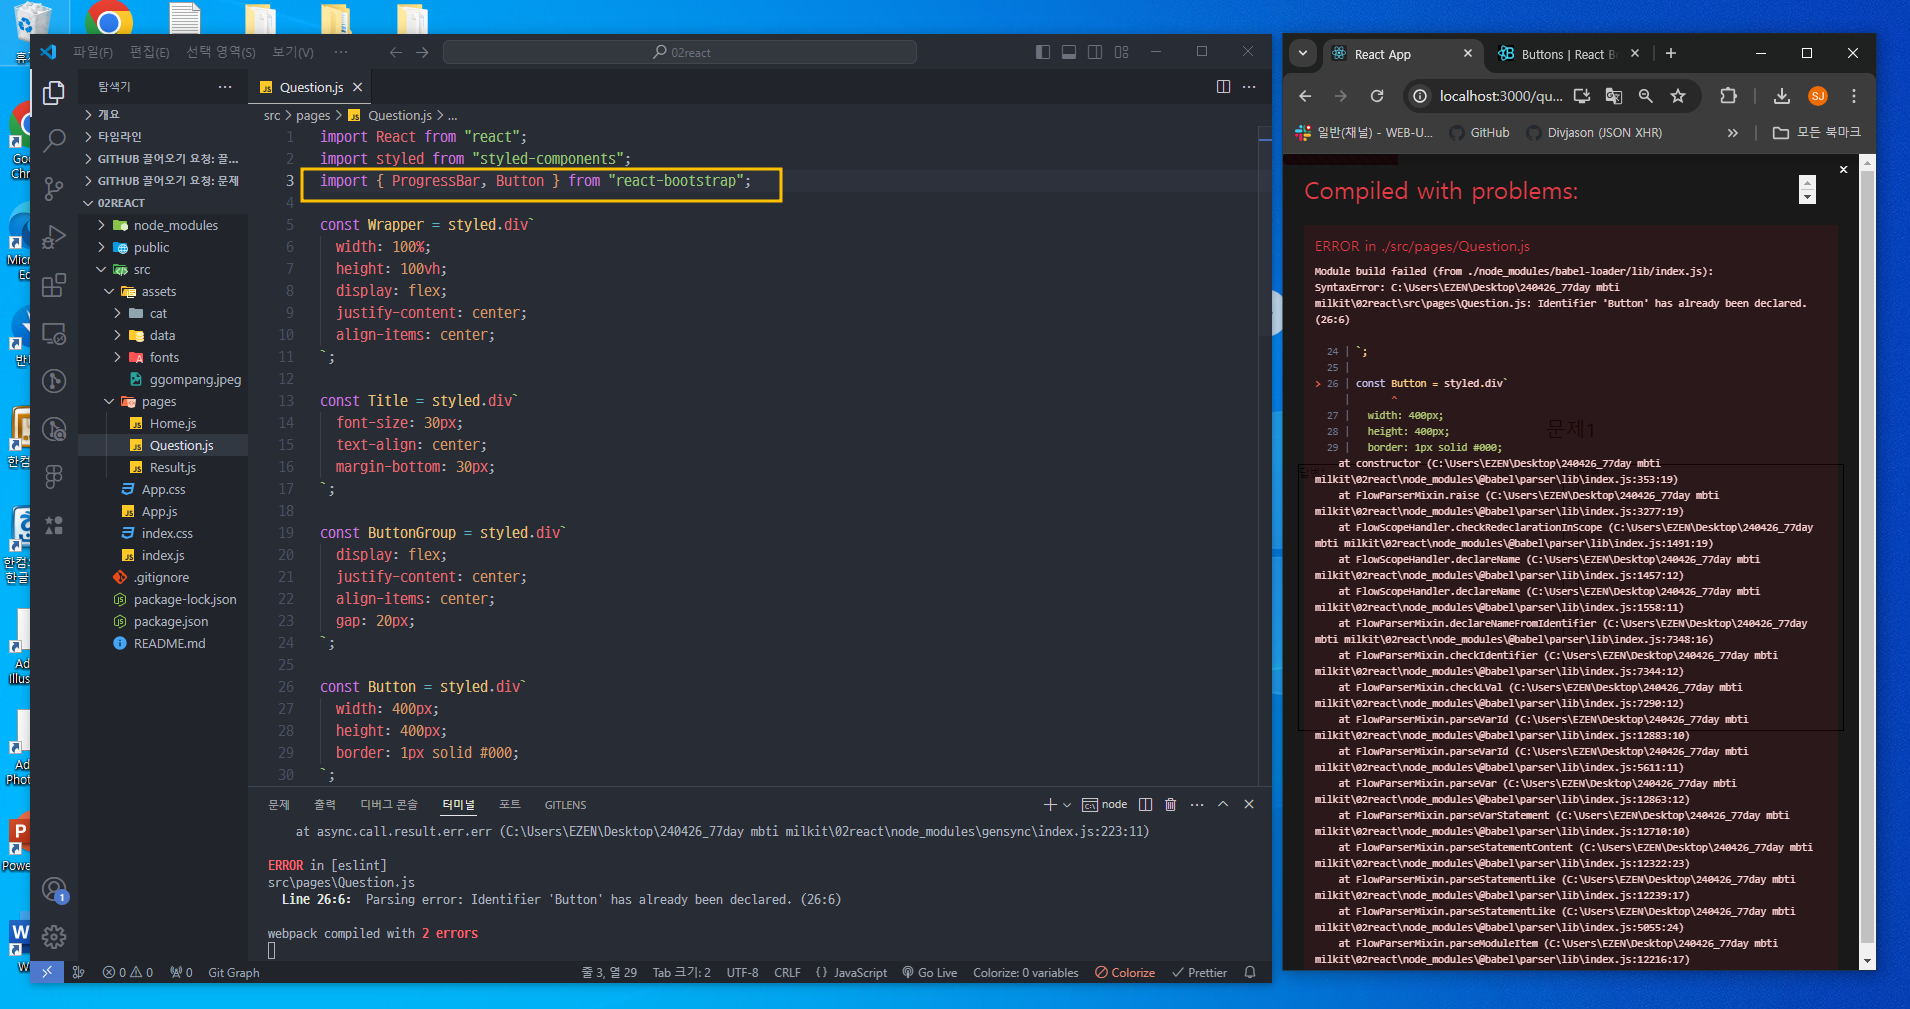 휴
Goo
Micr
Ec
반
한컴
한컴오
한글
Ad
Illus
Ad
Phot
P
Powe
W
파일(F) 편집(E) 선택 영역(S) 보기(V) ···
02react
탐색기 ···
개요
타임라인
GITHUB 끌어오기 요청: 끌...
GITHUB 끌어오기 요청: 문제
02REACT
node_modules
public
src
assets
cat
data
fonts
ggompang.jpeg
pages
Home.js
Question.js
Result.js
App.css
App.js
index.css
index.js
.gitignore
package-lock.json
package.json
README.md
Question.js
src > pages > Question.js > ...
1 import React from "react";
2 import styled from "styled-components";
3 import { ProgressBar, Button } from "react-bootstrap";
4
5 const Wrapper = styled.div`
6 width: 100%;
7 height: 100vh;
8 display: flex;
9 justify-content: center;
10 align-items: center;
11 `;
12
13 const Title = styled.div`
14 font-size: 30px;
15 text-align: center;
16 margin-bottom: 30px;
17 `;
18
19 const ButtonGroup = styled.div`
20 display: flex;
21 justify-content: center;
22 align-items: center;
23 gap: 20px;
24 `;
25
26 const Button = styled.div`
27 width: 400px;
28 height: 400px;
29 border: 1px solid #000;
30 `;
문제 출력 디버그 콘솔 터미널 포트 GITLENS
node
at async.call.result.err.err (C:\Users\EZEN\Desktop\240426_77day mbti milkit\02react\node_modules\gensync\index.js:223:11)
ERROR in [eslint]
src\pages\Question.js
Line 26:6: Parsing error: Identifier 'Button' has already been declared. (26:6)
webpack compiled with 2 errors
0 0 0 Git Graph 줄 3, 열 29 Tab 크기: 2 UTF-8 CRLF {} JavaScript Go Live Colorize: 0 variables Colorize Prettier
1
React App
Buttons | React B
localhost:3000/qu...
SJ
일반(채널) - WEB-U... GitHub Divjason (JSON XHR) » 모든 북마크
Compiled with problems:
ERROR in ./src/pages/Question.js
Module build failed (from ./node_modules/babel-loader/lib/index.js):
SyntaxError: C:\Users\EZEN\Desktop\240426_77day mbti
milkit\02react\src\pages\Question.js: Identifier 'Button' has already been declared.
(26:6)
24 | `;
25 |
> 26 | const Button = styled.div`
| ^
27 | width: 400px;
28 | height: 400px;
29 | border: 1px solid #000;
문제1
at constructor (C:\Users\EZEN\Desktop\240426_77day mbti
milkit\02react\node_modules\@babel\parser\lib\index.js:353:19)
at FlowParserMixin.raise (C:\Users\EZEN\Desktop\240426_77day mbti
milkit\02react\node_modules\@babel\parser\lib\index.js:3277:19)
at FlowScopeHandler.checkRedeclarationInScope (C:\Users\EZEN\Desktop\240426_77day
mbti milkit\02react\node_modules\@babel\parser\lib\index.js:1491:19)
at FlowScopeHandler.declareName (C:\Users\EZEN\Desktop\240426_77day mbti
milkit\02react\node_modules\@babel\parser\lib\index.js:1457:12)
at FlowScopeHandler.declareName (C:\Users\EZEN\Desktop\240426_77day mbti
milkit\02react\node_modules\@babel\parser\lib\index.js:1558:11)
at FlowParserMixin.declareNameFromIdentifier (C:\Users\EZEN\Desktop\240426_77day
mbti milkit\02react\node_modules\@babel\parser\lib\index.js:7348:16)
at FlowParserMixin.checkIdentifier (C:\Users\EZEN\Desktop\240426_77day mbti
milkit\02react\node_modules\@babel\parser\lib\index.js:7344:12)
at FlowParserMixin.checkLVal (C:\Users\EZEN\Desktop\240426_77day mbti
milkit\02react\node_modules\@babel\parser\lib\index.js:7290:12)
at FlowParserMixin.parseVarId (C:\Users\EZEN\Desktop\240426_77day mbti
milkit\02react\node_modules\@babel\parser\lib\index.js:12883:10)
at FlowParserMixin.parseVarId (C:\Users\EZEN\Desktop\240426_77day mbti
milkit\02react\node_modules\@babel\parser\lib\index.js:5611:11)
at FlowParserMixin.parseVar (C:\Users\EZEN\Desktop\240426_77day mbti
milkit\02react\node_modules\@babel\parser\lib\index.js:12863:12)
at FlowParserMixin.parseVarStatement (C:\Users\EZEN\Desktop\240426_77day mbti
milkit\02react\node_modules\@babel\parser\lib\index.js:12710:10)
at FlowParserMixin.parseStatementContent (C:\Users\EZEN\Desktop\240426_77day mbti
milkit\02react\node_modules\@babel\parser\lib\index.js:12322:23)
at FlowParserMixin.parseStatementLike (C:\Users\EZEN\Desktop\240426_77day mbti
milkit\02react\node_modules\@babel\parser\lib\index.js:12239:17)
at FlowParserMixin.parseStatementLike (C:\Users\EZEN\Desktop\240426_77day mbti
milkit\02react\node_modules\@babel\parser\lib\index.js:5055:24)
at FlowParserMixin.parseModuleItem (C:\Users\EZEN\Desktop\240426_77day mbti
milkit\02react\node_modules\@babel\parser\lib\index.js:12216:17)